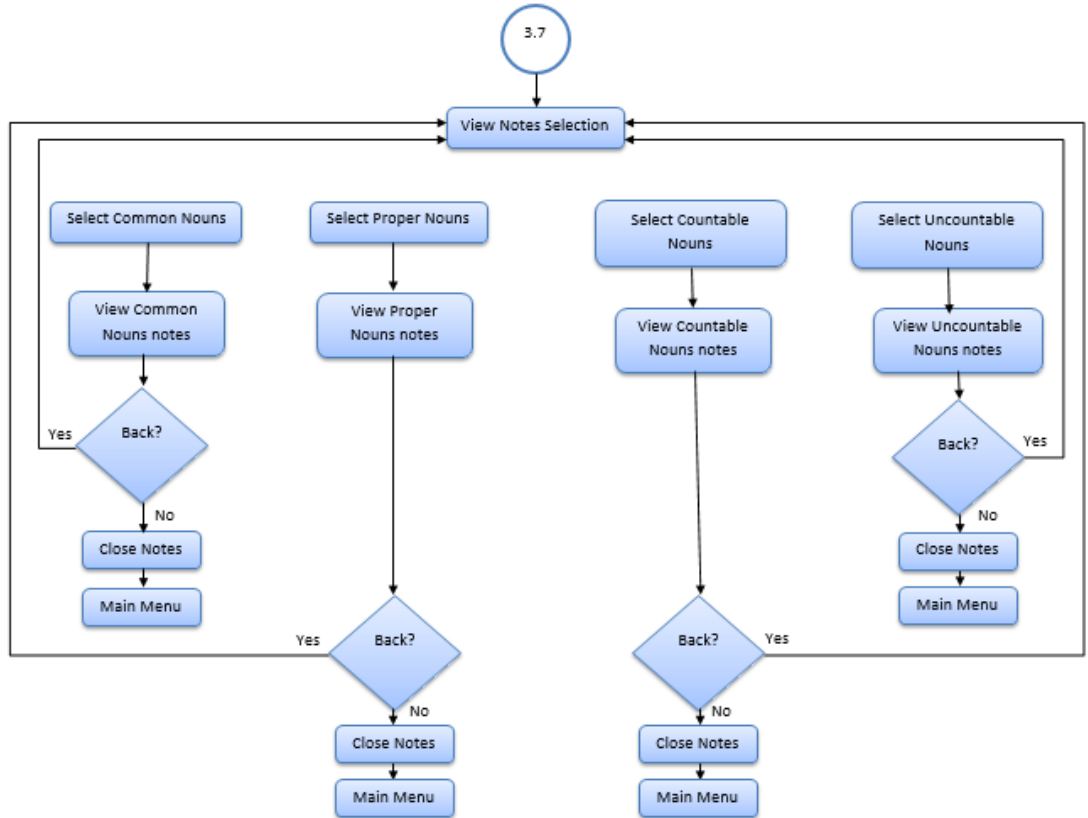 3.7
View Notes Selection
Select Common Nouns
Select Proper Nouns
Select Countable
Nouns
Select Uncountable
Nouns
View Common
Nouns notes
View Proper
Nouns notes
View Countable
Nouns notes
View Uncountable
Nouns notes
Yes
Back?
Back?
Yes
No
No
Close Notes
Close Notes
Main Menu
Main Menu
Yes
Back?
Back?
Yes
No
No
Close Notes
Close Notes
Main Menu
Main Menu